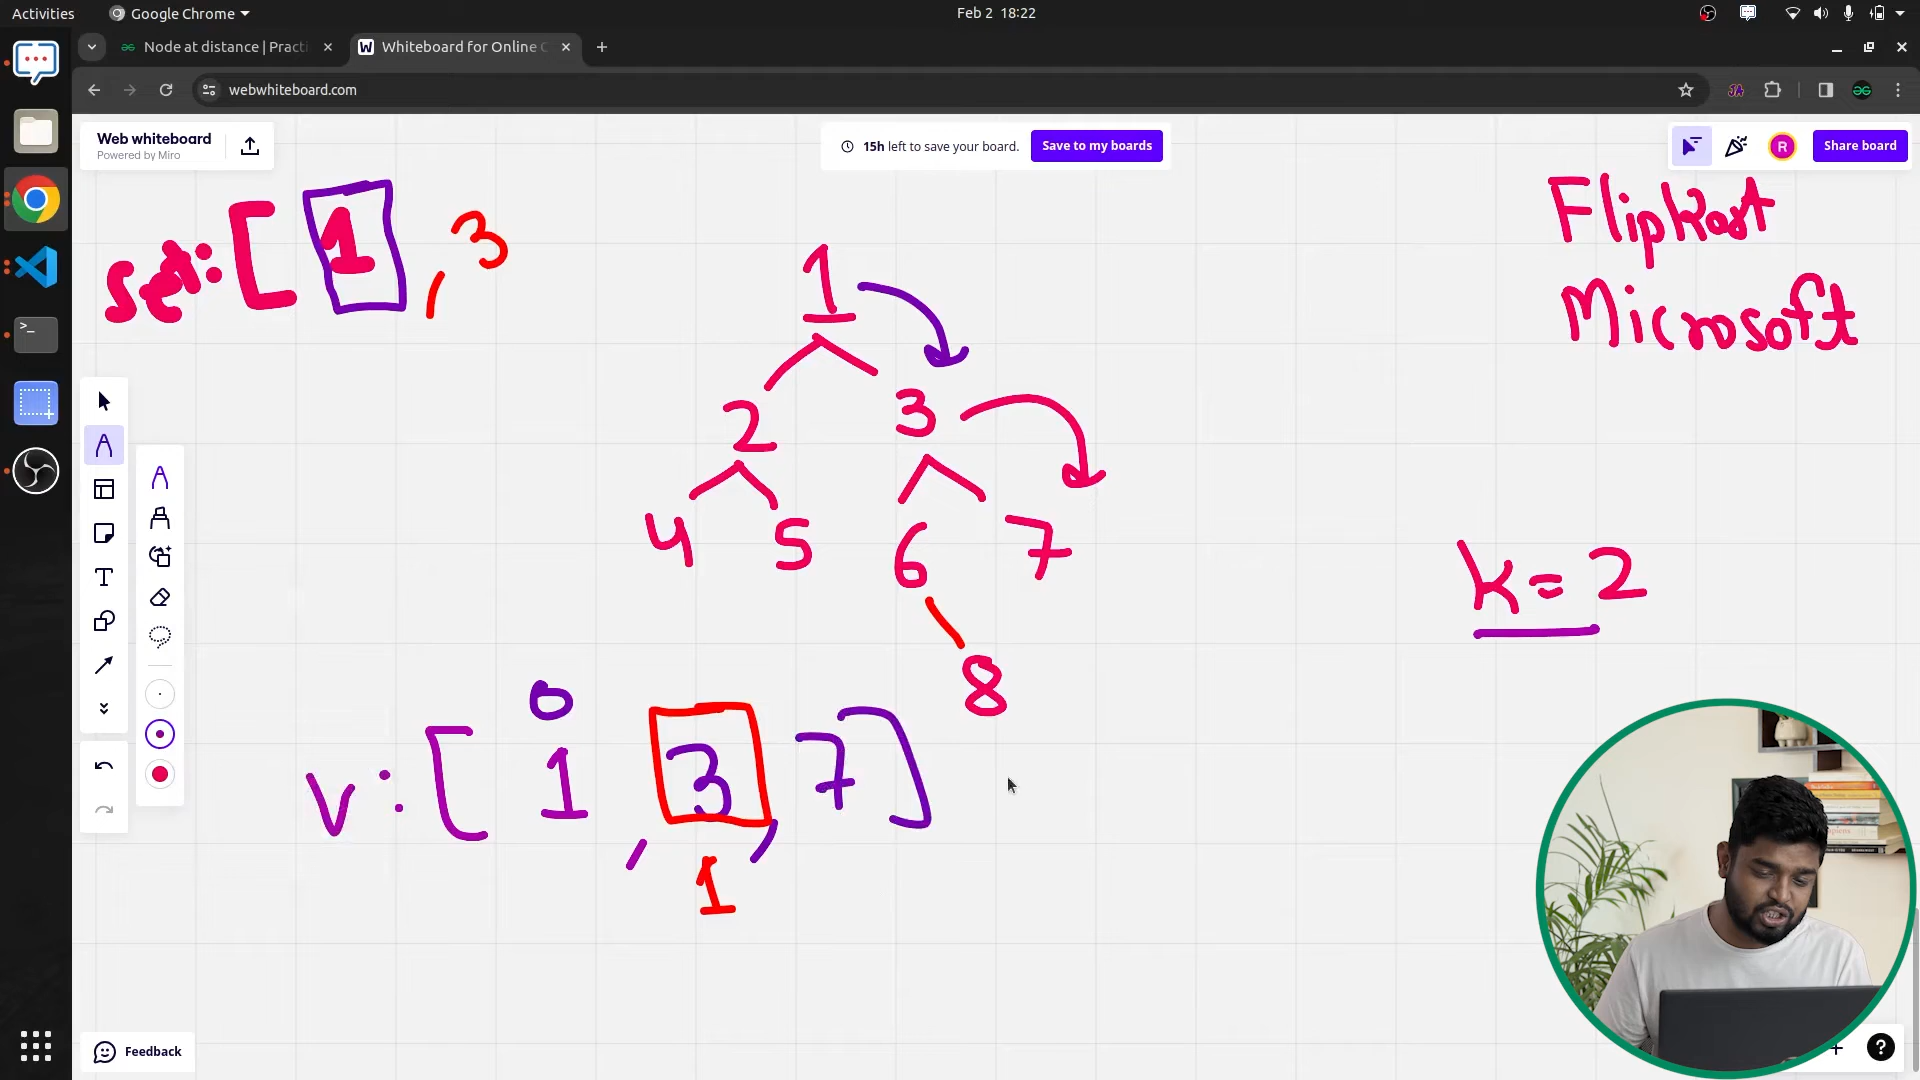 Activities
Google Chrome
Feb 2 18:22
Node at distance | Practi
Whiteboard for Online C
webwhiteboard.com
Web whiteboard
Powered by Miro
15h left to save your board.
Save to my boards
R
Share board
set: [ 1 , 3
Flipkart
Microsoft
1
2 3
4 5 6 7
8
k = 2
0
v: [ 1 , 3 , 7 ]
1
Feedback